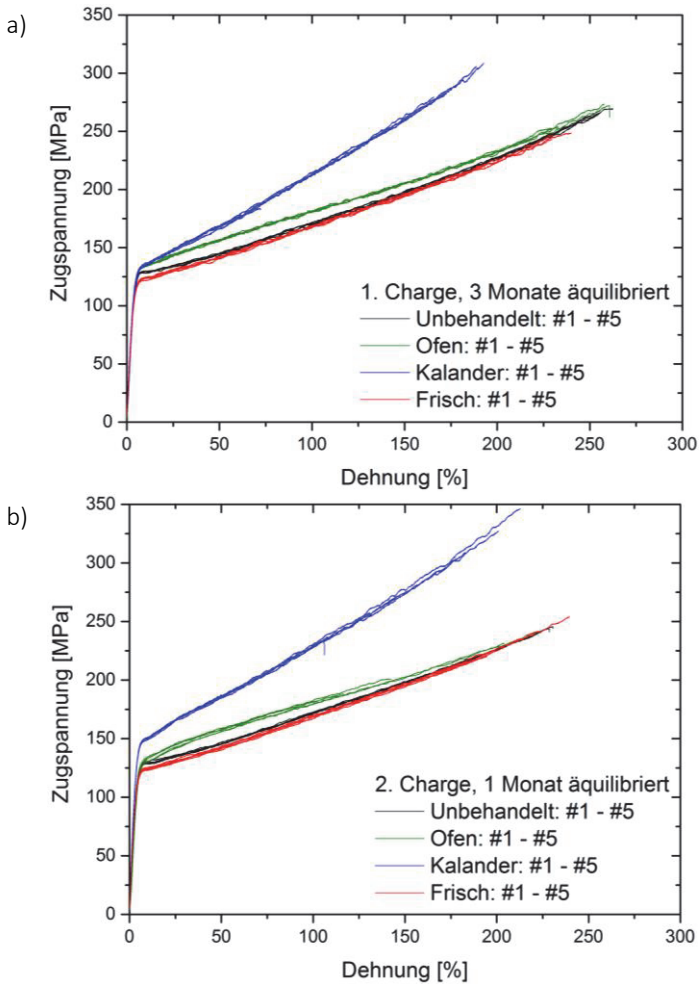 a)
350
300
250
200
150
100
50
0
Zugspannung [MPa]
1. Charge, 3 Monate äquilibriert
Unbehandelt: #1 - #5
Ofen: #1 - #5
Kalander: #1 - #5
Frisch: #1 - #5
0 50 100 150 200 250 300
Dehnung [%]
b)
350
300
250
200
150
100
50
0
Zugspannung [MPa]
2. Charge, 1 Monat äquilibriert
Unbehandelt: #1 - #5
Ofen: #1 - #5
Kalander: #1 - #5
Frisch: #1 - #5
0 50 100 150 200 250 300
Dehnung [%]